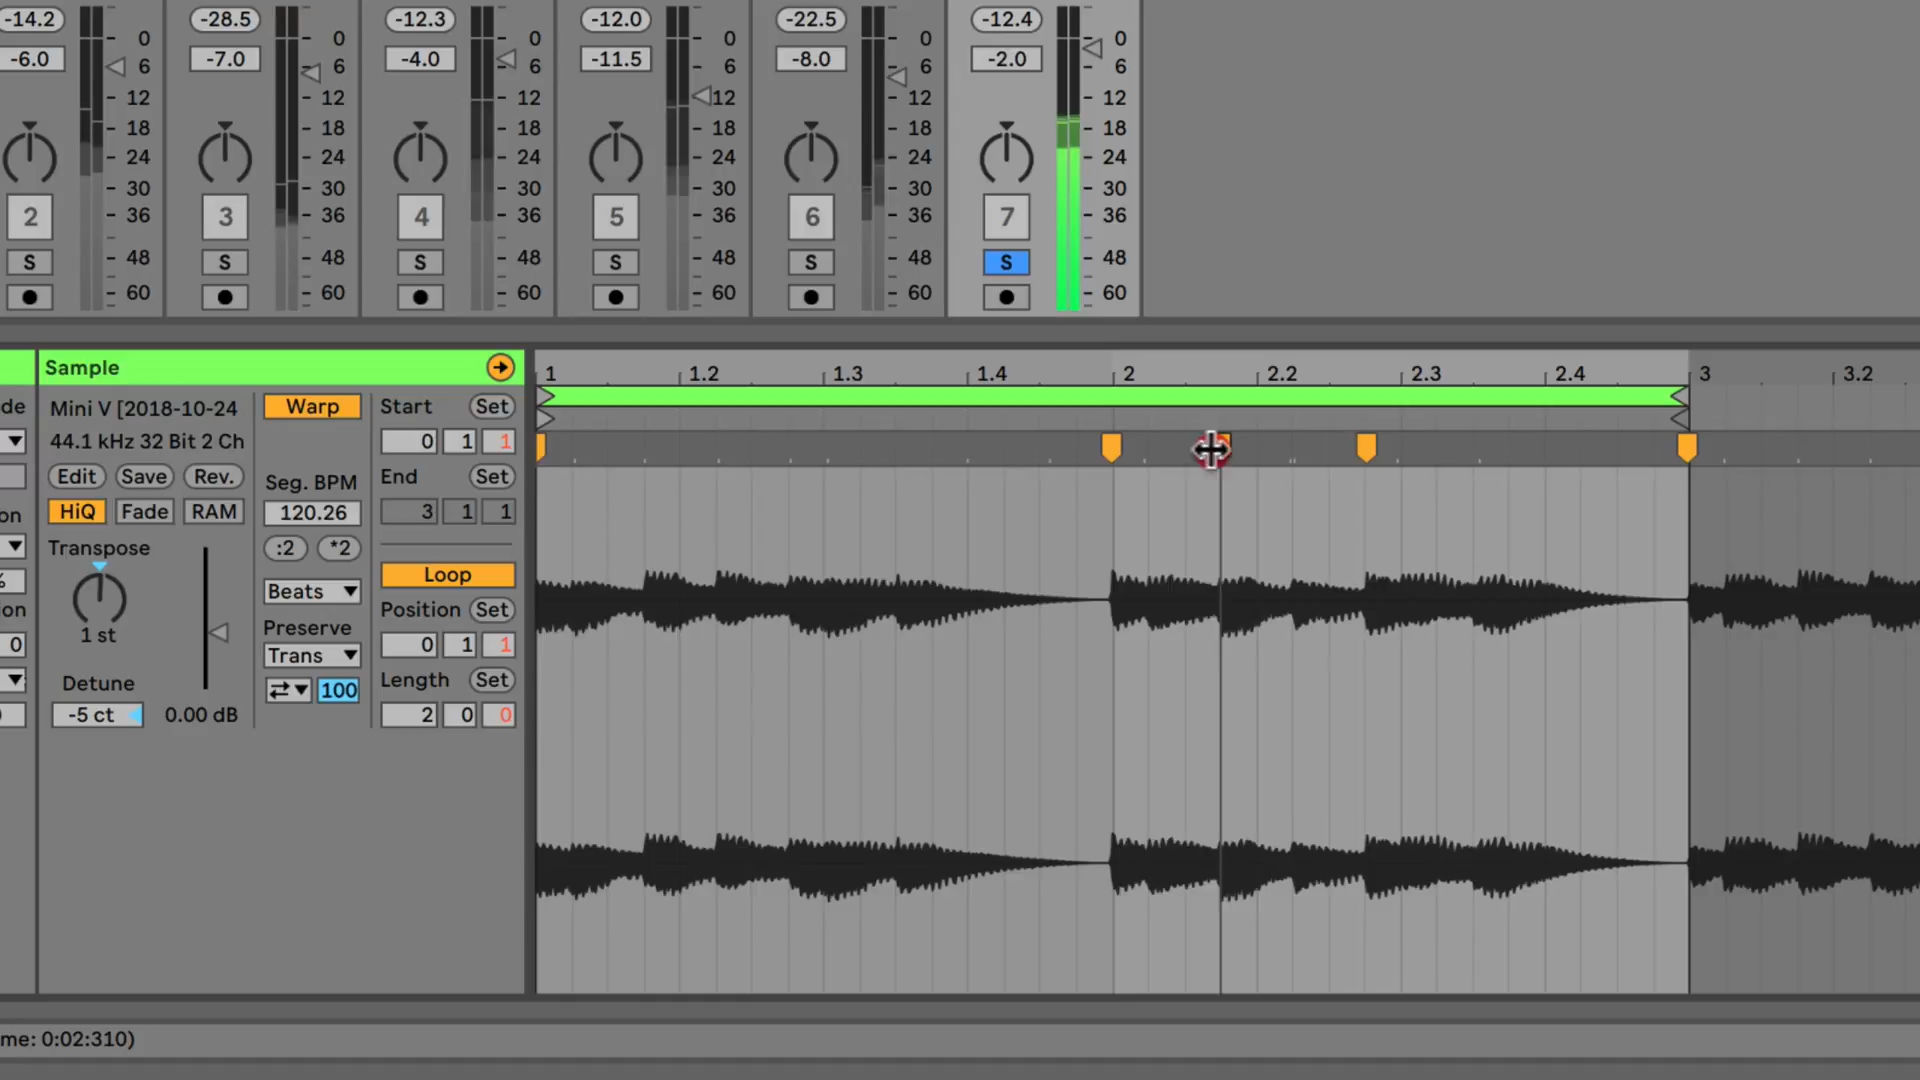 -14.2 -28.5 -12.3 -12.0 -22.5 -12.4
-6.0 -7.0 -4.0 -11.5 -8.0 -2.0
0 0 0 0 0 0
6 6 6 6 6 6
12 12 12 12 12 12
18 18 18 18 18 18
24 24 24 24 24 24
30 30 30 30 30 30
36 36 36 36 36 36
48 48 48 48 48 48
60 60 60 60 60 60
2 3 4 5 6 7
S S S S S S
Sample
1 1.2 1.3 1.4 2 2.2 2.3 2.4 3 3.2
de
Mini V [2018-10-24
44.1 kHz 32 Bit 2 Ch
Edit Save Rev.
on
HiQ Fade RAM
Transpose
1 st
%
on
0
Detune
-5 ct 0.00 dB
Warp
Seg. BPM
120.26
:2 *2
Beats
Preserve
Trans
100
Start Set
0 1 1
End Set
3 1 1
Loop
Position Set
0 1 1
Length Set
2 0 0
me: 0:02:310)